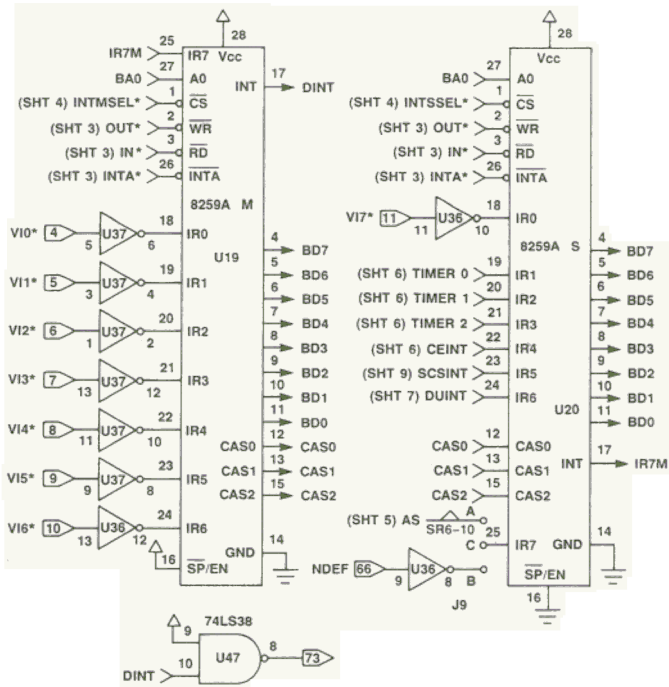 25 28 28
IR7M IR7 Vcc Vcc
27 17 27
BA0 A0 INT DINT BA0 A0
1 1
(SHT 4) INTMSEL* CS (SHT 4) INTSSEL* CS
2 2
(SHT 3) OUT* WR (SHT 3) OUT* WR
3 3
(SHT 3) IN* RD (SHT 3) IN* RD
26 26
(SHT 3) INTA* INTA (SHT 3) INTA* INTA
8259A M
18 18
VI0* 4 U37 IR0 VI7* 11 U36 IR0
5 6 11 10
U19 8259A S
4 4
BD7 BD7
19 5 19 5
VI1* 5 U37 IR1 BD6 (SHT 6) TIMER 0 IR1 BD6
3 4
6 20 6
BD5 (SHT 6) TIMER 1 IR2 BD5
20 7 21 7
VI2* 6 U37 IR2 BD4 (SHT 6) TIMER 2 IR3 BD4
1 2
8 22 8
BD3 (SHT 6) CEINT IR4 BD3
21 9 23 9
VI3* 7 U37 IR3 BD2 (SHT 9) SCSINT IR5 BD2
13 12
10 24 10
BD1 (SHT 7) DUINT IR6 BD1
22 11 U20 11
VI4* 8 U37 IR4 BD0 BD0
11 10
12 12
CAS0 CAS0 CAS0 CAS0
23 13 13 17
VI5* 9 U37 IR5 CAS1 CAS1 CAS1 CAS1 INT IR7M
9 8
15 15
CAS2 CAS2 CAS2 CAS2
24 A
VI6* 10 U36 IR6 (SHT 5) AS
13 12 SR6-10
14 25 14
16 GND C IR7 GND
SP/EN NDEF 66 U36 B SP/EN
9 8
16
J9
74LS38
9
U47 8 73
10
DINT